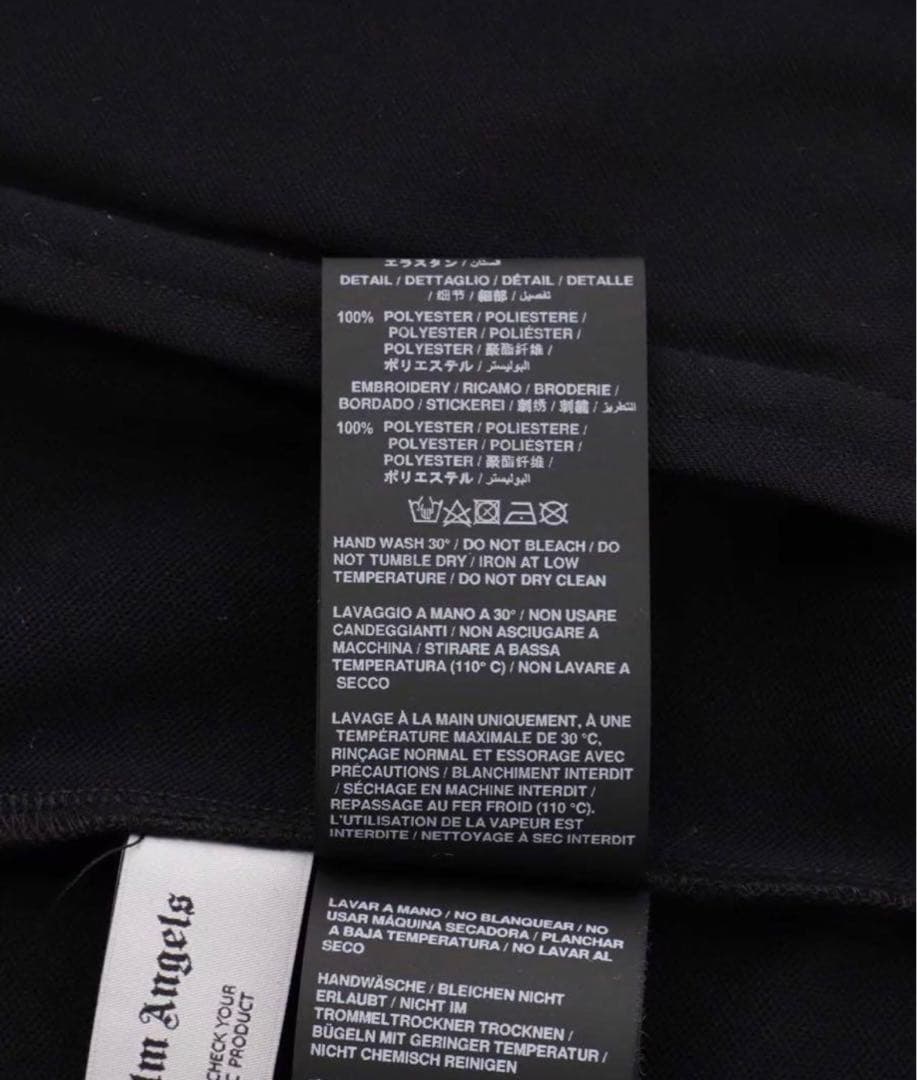 エラスタン / فستان
DETAIL / DETTAGLIO / DÉTAIL / DETALLE
/ 细节 / 細部 / تفصيل
100% POLYESTER / POLIESTERE /
POLYESTER / POLIÉSTER /
POLYESTER / 聚酯纤维 /
ポリエステル / البوليستر
EMBROIDERY / RICAMO / BRODERIE /
BORDADO / STICKEREI / 刺绣 / 刺繍 / التطريز
100% POLYESTER / POLIESTERE /
POLYESTER / POLIÉSTER /
POLYESTER / 聚酯纤维 /
ポリエステル / البوليستر
HAND WASH 30° / DO NOT BLEACH / DO
NOT TUMBLE DRY / IRON AT LOW
TEMPERATURE / DO NOT DRY CLEAN
LAVAGGIO A MANO A 30° / NON USARE
CANDEGGIANTI / NON ASCIUGARE A
MACCHINA / STIRARE A BASSA
TEMPERATURA (110° C) / NON LAVARE A
SECCO
LAVAGE À LA MAIN UNIQUEMENT, À UNE
TEMPÉRATURE MAXIMALE DE 30 °C,
RINÇAGE NORMAL ET ESSORAGE AVEC
PRÉCAUTIONS / BLANCHIMENT INTERDIT
/ SÉCHAGE EN MACHINE INTERDIT /
REPASSAGE AU FER FROID (110 °C).
L'UTILISATION DE LA VAPEUR EST
INTERDITE / NETTOYAGE À SEC INTERDIT
LAVAR A MANO / NO BLANQUEAR / NO
USAR MÁQUINA SECADORA / PLANCHAR
A BAJA TEMPERATURA / NO LAVAR AL
SECO
HANDWÄSCHE / BLEICHEN NICHT
ERLAUBT / NICHT IM
TROMMELTROCKNER TROCKNEN /
BÜGELN MIT GERINGER TEMPERATUR /
NICHT CHEMISCH REINIGEN
lm Angels
CHECK YOUR
PRODUCT